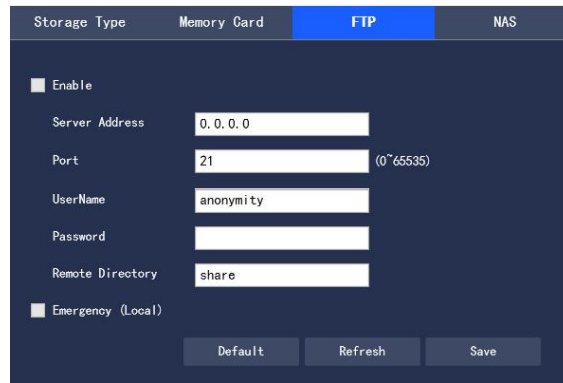 Storage Type Memory Card FTP NAS
Enable
Server Address 0.0.0.0
Port 21 (0~65535)
UserName anonymity
Password
Remote Directory share
Emergency (Local)
Default Refresh Save